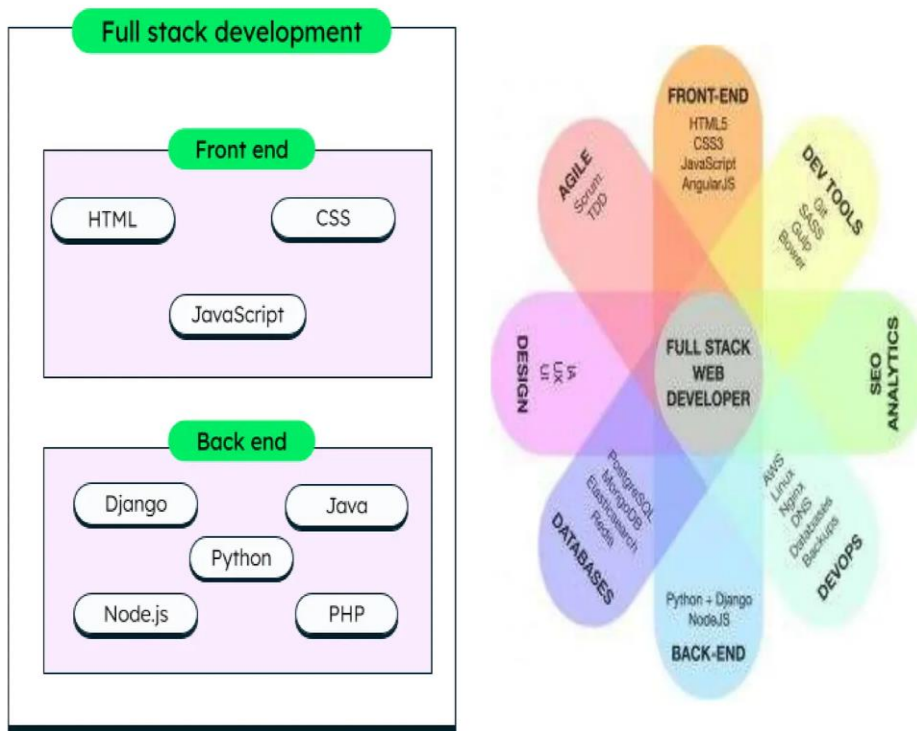 Full stack development
Front end
HTML
CSS
JavaScript
Back end
Django
Java
Python
Node.js
PHP
FRONT-END
HTML5
CSS3
JavaScript
AngularJS
DEV TOOLS
Git
SASS
Gulp
Bower
SEO
ANALYTICS
AWS
Linux
Nginx
DNS
Databases
Backups
DEVOPS
Python + Django
NodeJS
BACK-END
PostgreSQL
MongoDB
Elasticsearch
Redis
DATABASES
IA
UX
UI
DESIGN
AGILE
Scrum
TDD
FULL STACK
WEB
DEVELOPER